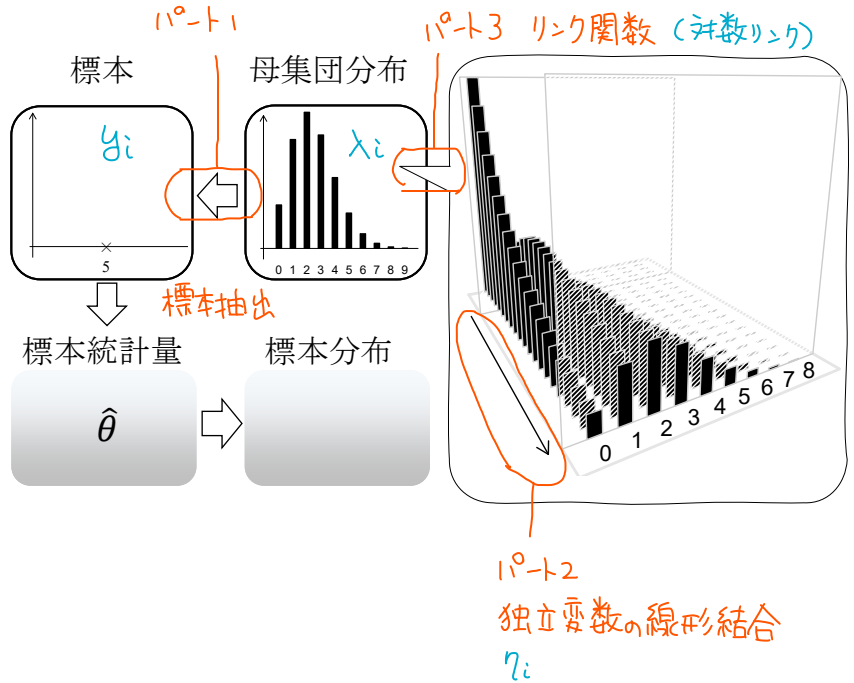 パート1
パート3 リンク関数 (対数リンク)
標本
母集団分布
yi
λi
5
0 1 2 3 4 5 6 7 8 9
標本抽出
標本統計量
標本分布
θ̂
0 1 2 3 4 5 6 7 8
パート2
独立変数の線形結合
ηi